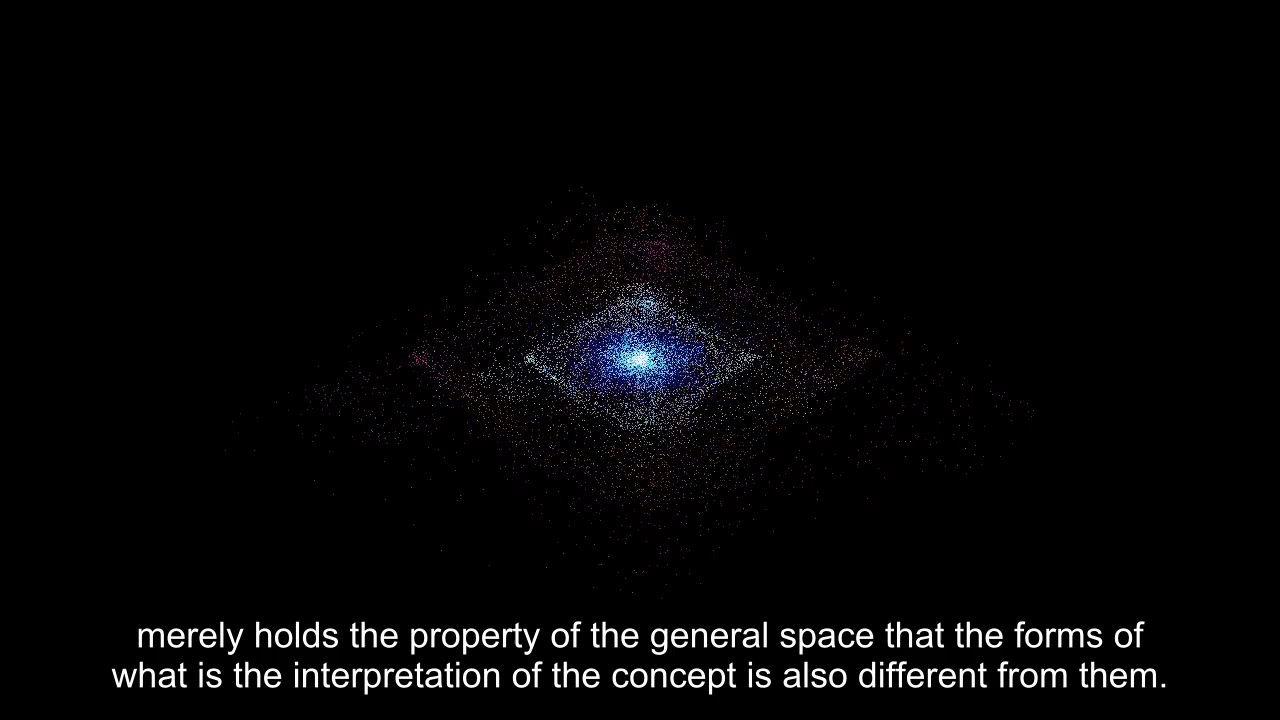 merely holds the property of the general space that the forms of
what is the interpretation of the concept is also different from them.